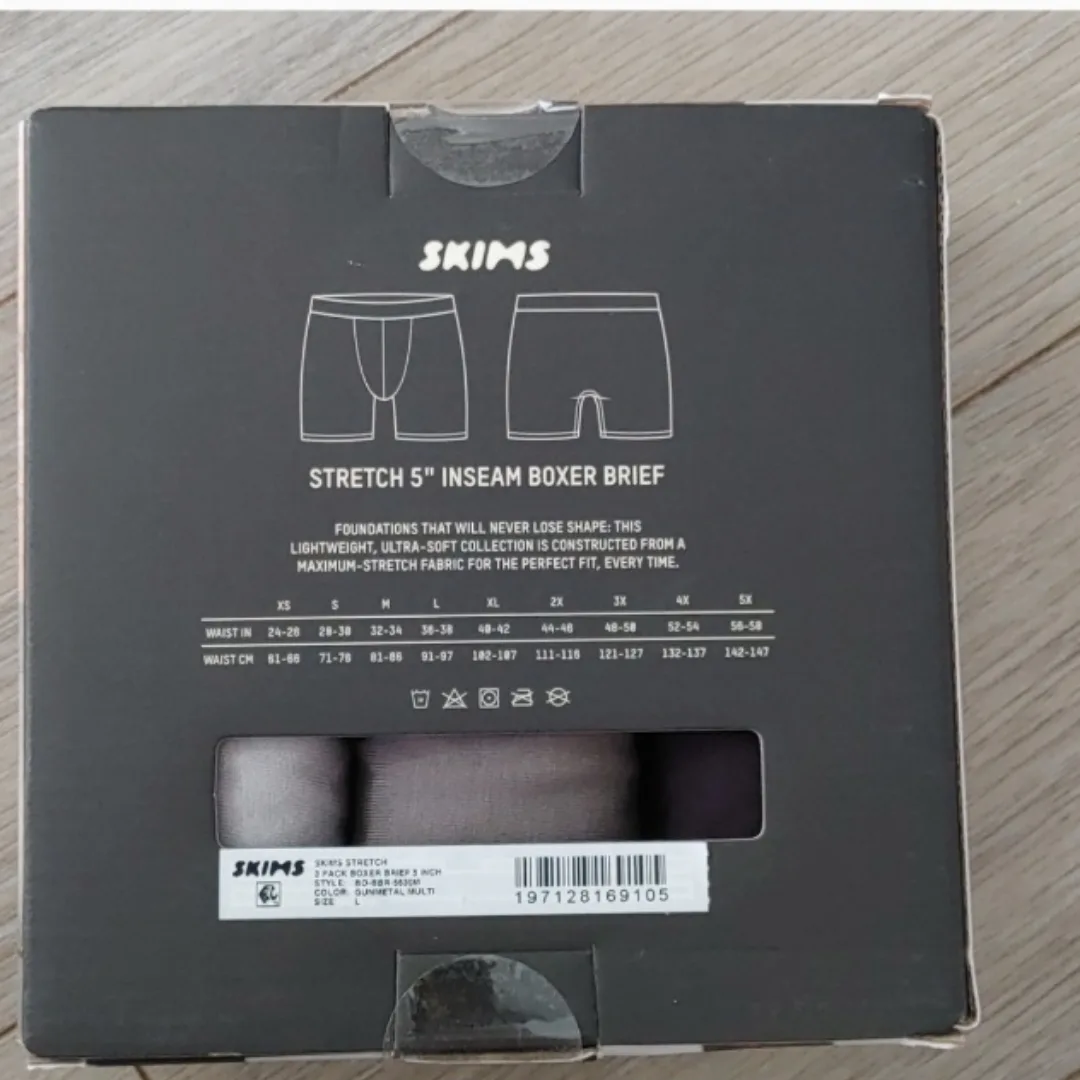 SKIMS
STRETCH 5" INSEAM BOXER BRIEF
FOUNDATIONS THAT WILL NEVER LOSE SHAPE: THIS
LIGHTWEIGHT, ULTRA-SOFT COLLECTION IS CONSTRUCTED FROM A
MAXIMUM-STRETCH FABRIC FOR THE PERFECT FIT, EVERY TIME.
XS S M L XL 2X 3X 4X 5X
WAIST IN 24-26 28-30 32-34 36-38 40-42 44-46 48-50 52-54 56-58
WAIST CM 61-66 71-76 81-86 91-97 102-107 111-116 121-127 132-137 142-147
SKIMS
SKIMS STRETCH
3 PACK BOXER BRIEF 5 INCH
STYLE:
COLOR: GUNMETAL MULTI
SIZE L
197128169105